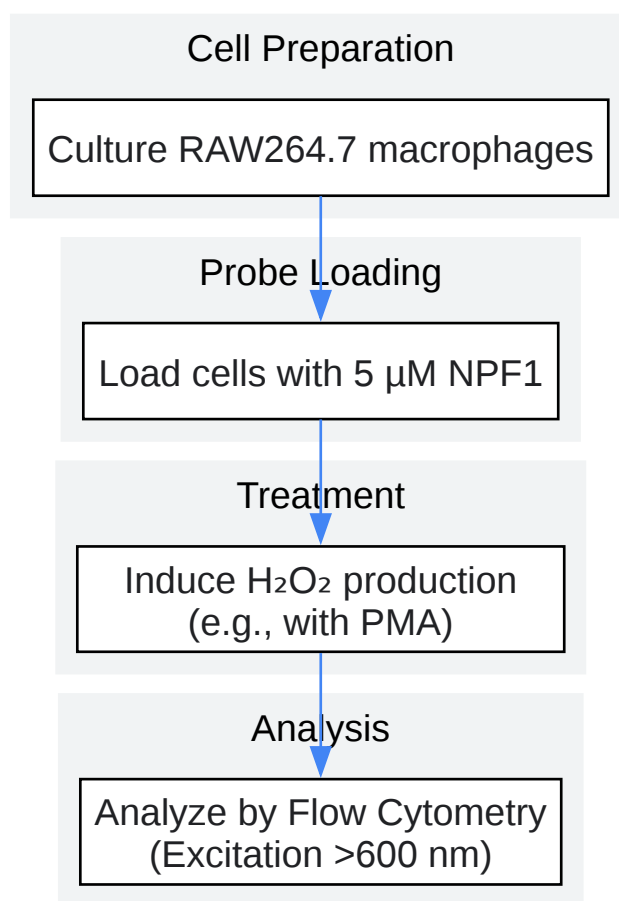 Cell Preparation
Culture RAW264.7 macrophages
Probe Loading
Load cells with 5 µM NPF1
Treatment
Induce H₂O₂ production
(e.g., with PMA)
Analysis
Analyze by Flow Cytometry
(Excitation >600 nm)